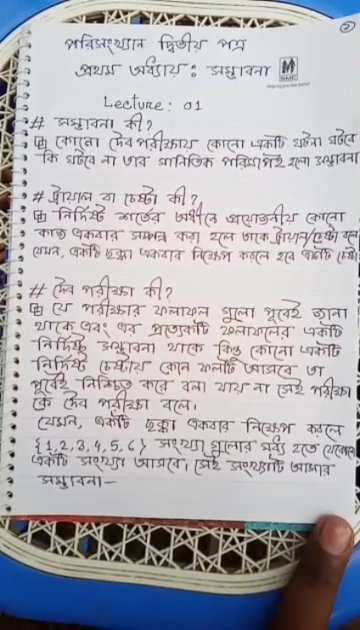 ২
পরিসংখ্যান দ্বিতীয় পত্র
প্রথম অধ্যায় : সম্ভাবনা
Lecture : 01
# সম্ভাবনা কী ?
কোনো দৈব পরীক্ষায় কোনো একটি ঘটনা ঘটবে
কি ঘটবে না তার গানিতিক পরিমাপই হলো সম্ভাবনা
# ট্রায়াল বা চেষ্টা কী ?
নির্দিষ্ট শর্তের অধীনে প্রয়োজনীয় কোনো
কাজ একবার সম্পন্ন করা হলে তাকে ট্রায়াল/চেষ্টা বলে
যেমন, একটি ছক্কা একবার নিক্ষেপ করলে হবে একটি চেষ্টা
# দৈব পরীক্ষা কী ?
যে পরীক্ষার ফলাফল গুলো পূর্বেই জানা
থাকে এবং এর প্রত্যেকটি ফলাফলের একটি
নির্দিষ্ট সম্ভাবনা থাকে কিন্তু কোনো একটি
নির্দিষ্ট চেষ্টায় কোন ফলটি আসবে তা
পূর্বেই নিশ্চিত করে বলা যায় না সেই পরীক্ষা
কে দৈব পরীক্ষা বলে।
যেমন, একটি ছক্কা একবার নিক্ষেপ করলে
{1, 2, 3, 4, 5, 6} সংখ্যা গুলোর মধ্য হতে যেকোনো
একটি সংখ্যা আসবে। সেই সংখ্যাটি আসার
সম্ভাবনা—